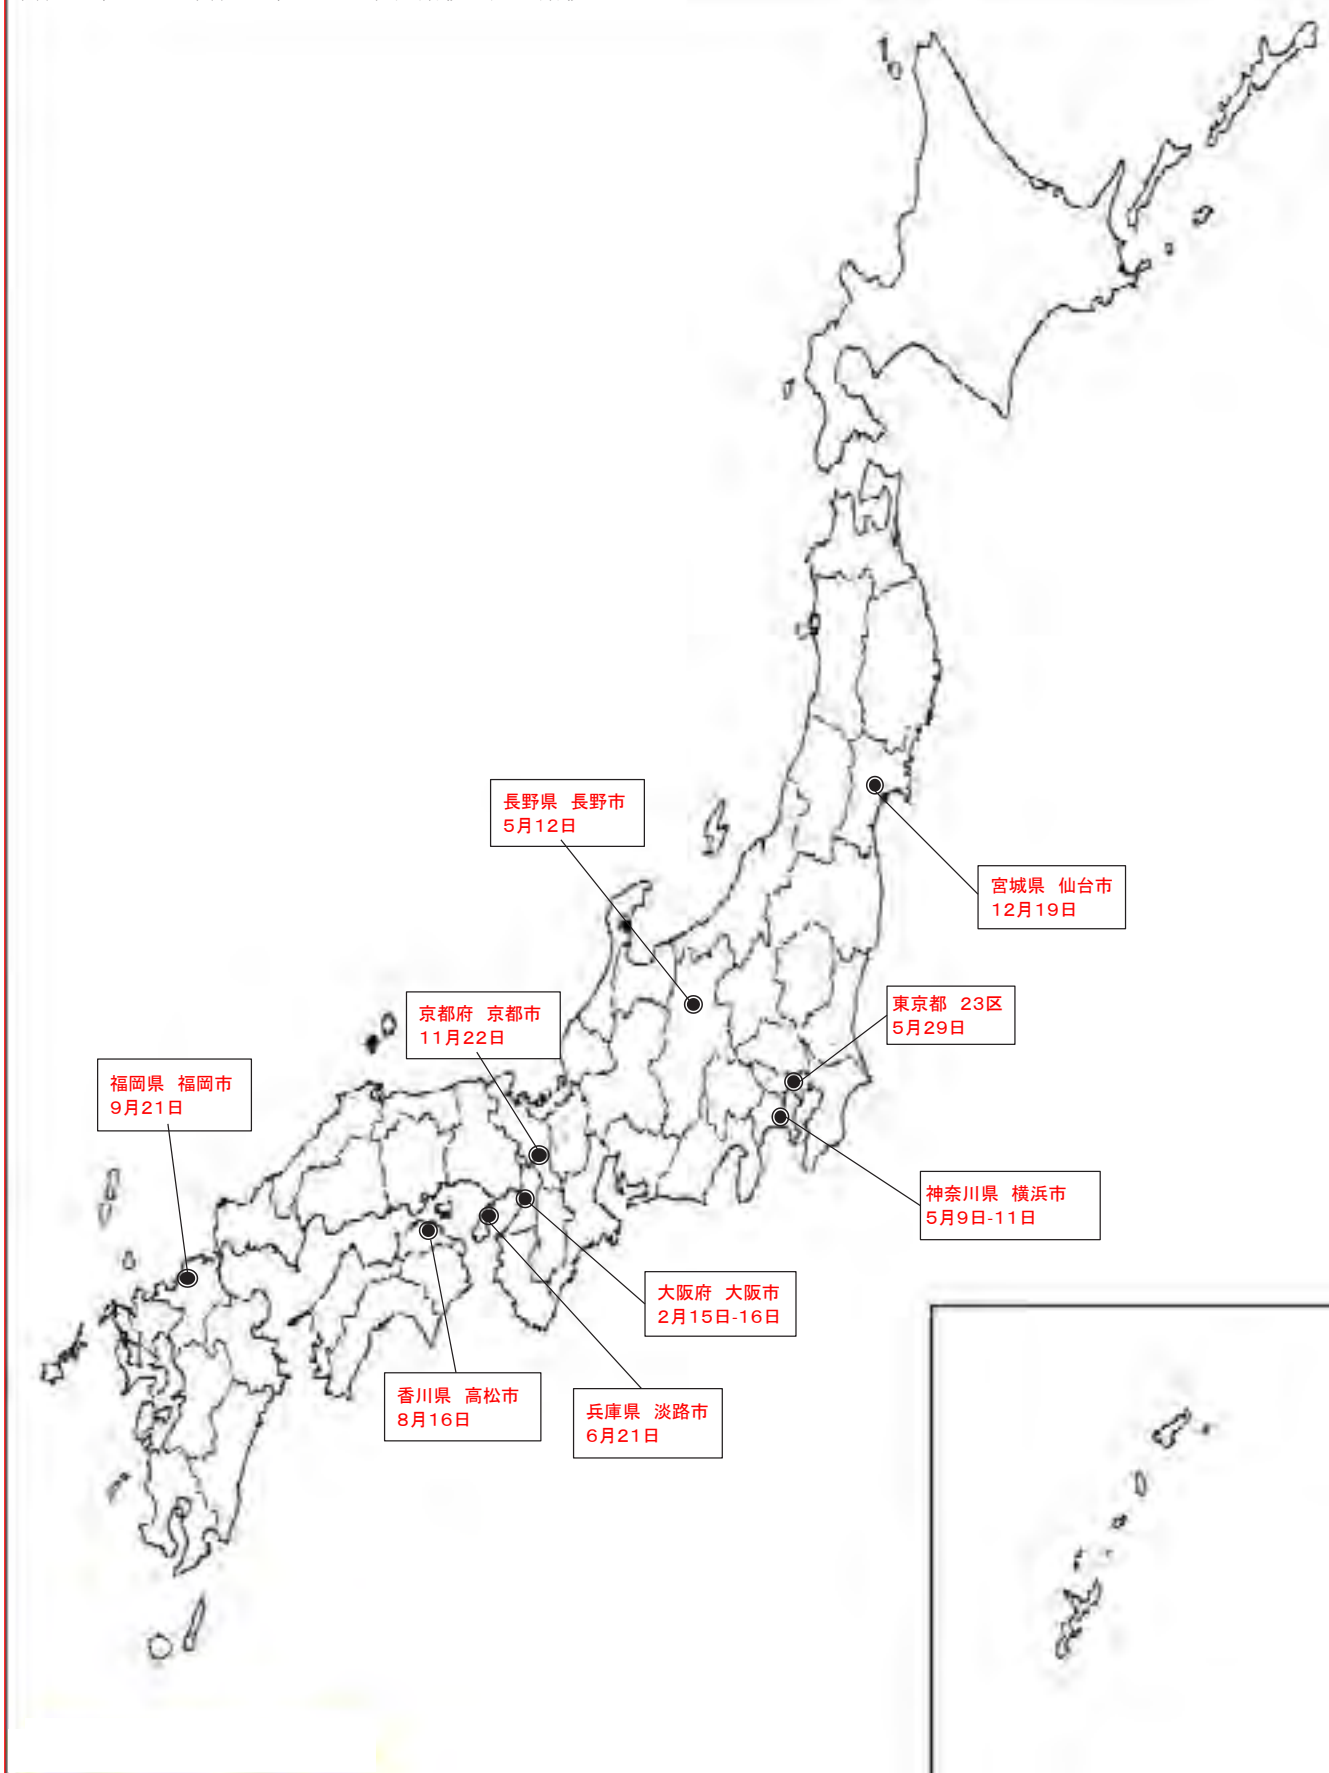 長野県　長野市
5月12日
宮城県　仙台市
12月19日
京都府　京都市
11月22日
東京都　23区
5月29日
福岡県　福岡市
9月21日
神奈川県　横浜市
5月9日-11日
大阪府　大阪市
2月15日-16日
香川県　高松市
8月16日
兵庫県　淡路市
6月21日